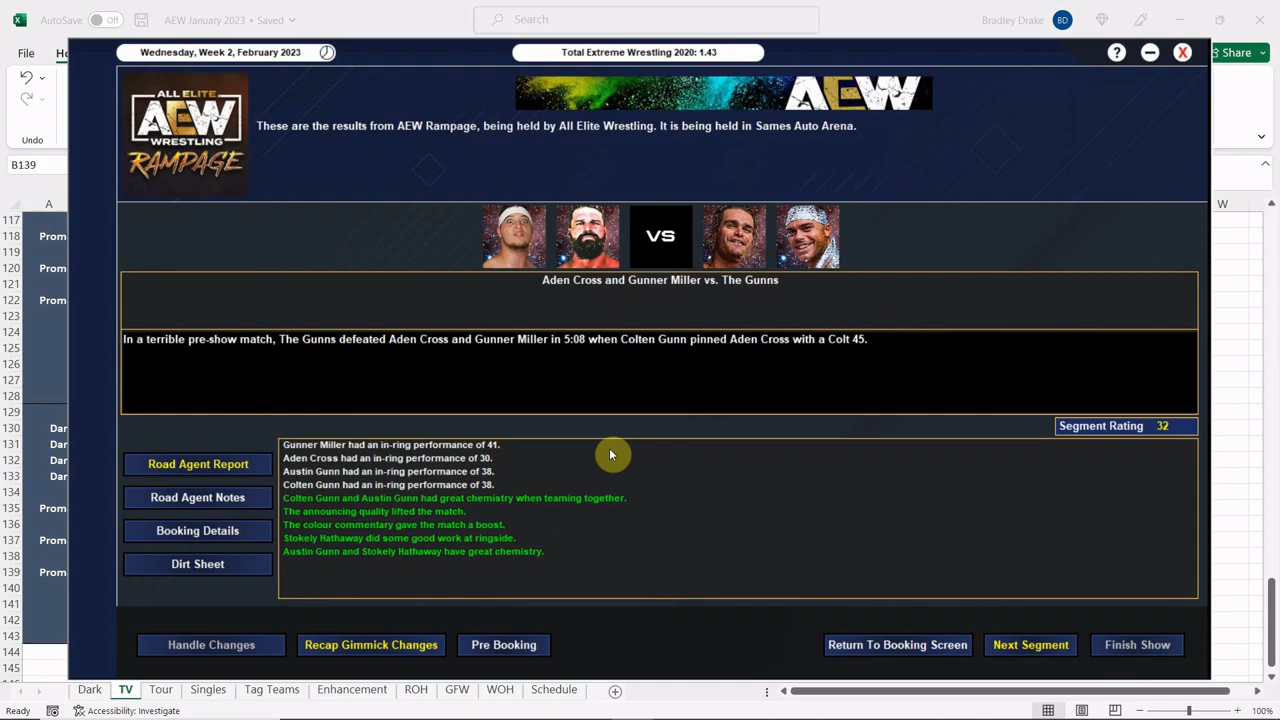 AutoSave Off AEW January 2023 • Saved Search Bradley Drake BD
File Ho Share
Wednesday, Week 2, February 2023 Total Extreme Wrestling 2020: 1.43 ? X
ALL ELITE
AEW
WRESTLING
RAMPAGE
AEW
These are the results from AEW Rampage, being held by All Elite Wrestling. It is being held in Sames Auto Arena.
Undo
B139
A W
VS
Aden Cross and Gunner Miller vs. The Gunns
In a terrible pre-show match, The Gunns defeated Aden Cross and Gunner Miller in 5:08 when Colten Gunn pinned Aden Cross with a Colt 45.
Segment Rating 32
117
118 Prom
119
120 Prom
121
122 Prom
123
124
125
126
127
128
129
130 Dar
131 Dar
132 Dar
133 Dar
134
135 Prom
136
137 Prom
138
139 Prom
140
141
142
143
144
145
Road Agent Report
Road Agent Notes
Booking Details
Dirt Sheet
Gunner Miller had an in-ring performance of 41.
Aden Cross had an in-ring performance of 30.
Austin Gunn had an in-ring performance of 38.
Colten Gunn had an in-ring performance of 38.
Colten Gunn and Austin Gunn had great chemistry when teaming together.
The announcing quality lifted the match.
The colour commentary gave the match a boost.
Stokely Hathaway did some good work at ringside.
Austin Gunn and Stokely Hathaway have great chemistry.
Handle Changes Recap Gimmick Changes Pre Booking Return To Booking Screen Next Segment Finish Show
Dark TV Tour Singles Tag Teams Enhancement ROH GFW WOH Schedule
Ready Accessibility: Investigate 100%